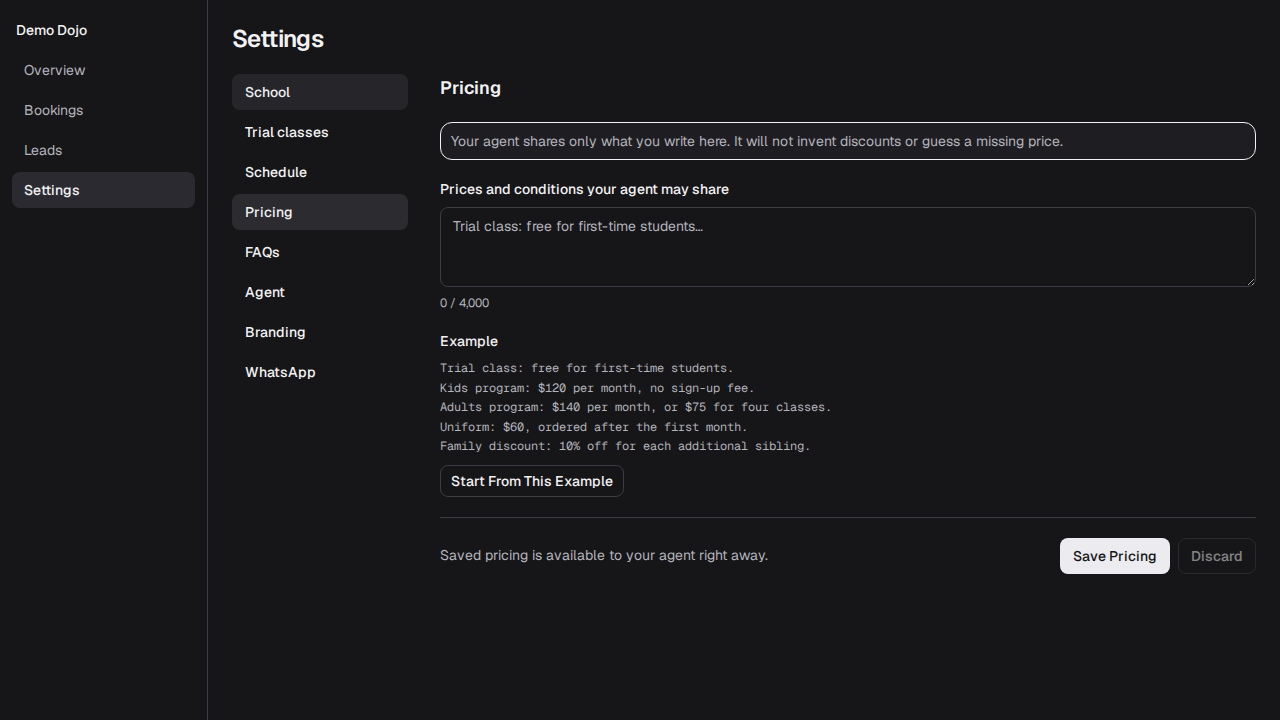 Demo Dojo
Overview
Bookings
Leads
Settings
Settings
School
Trial classes
Schedule
Pricing
FAQs
Agent
Branding
WhatsApp
Pricing
Your agent shares only what you write here. It will not invent discounts or guess a missing price.
Prices and conditions your agent may share
Trial class: free for first-time students…
0 / 4,000
Example
Trial class: free for first-time students.
Kids program: $120 per month, no sign-up fee.
Adults program: $140 per month, or $75 for four classes.
Uniform: $60, ordered after the first month.
Family discount: 10% off for each additional sibling.
Start From This Example
Saved pricing is available to your agent right away.
Save Pricing
Discard